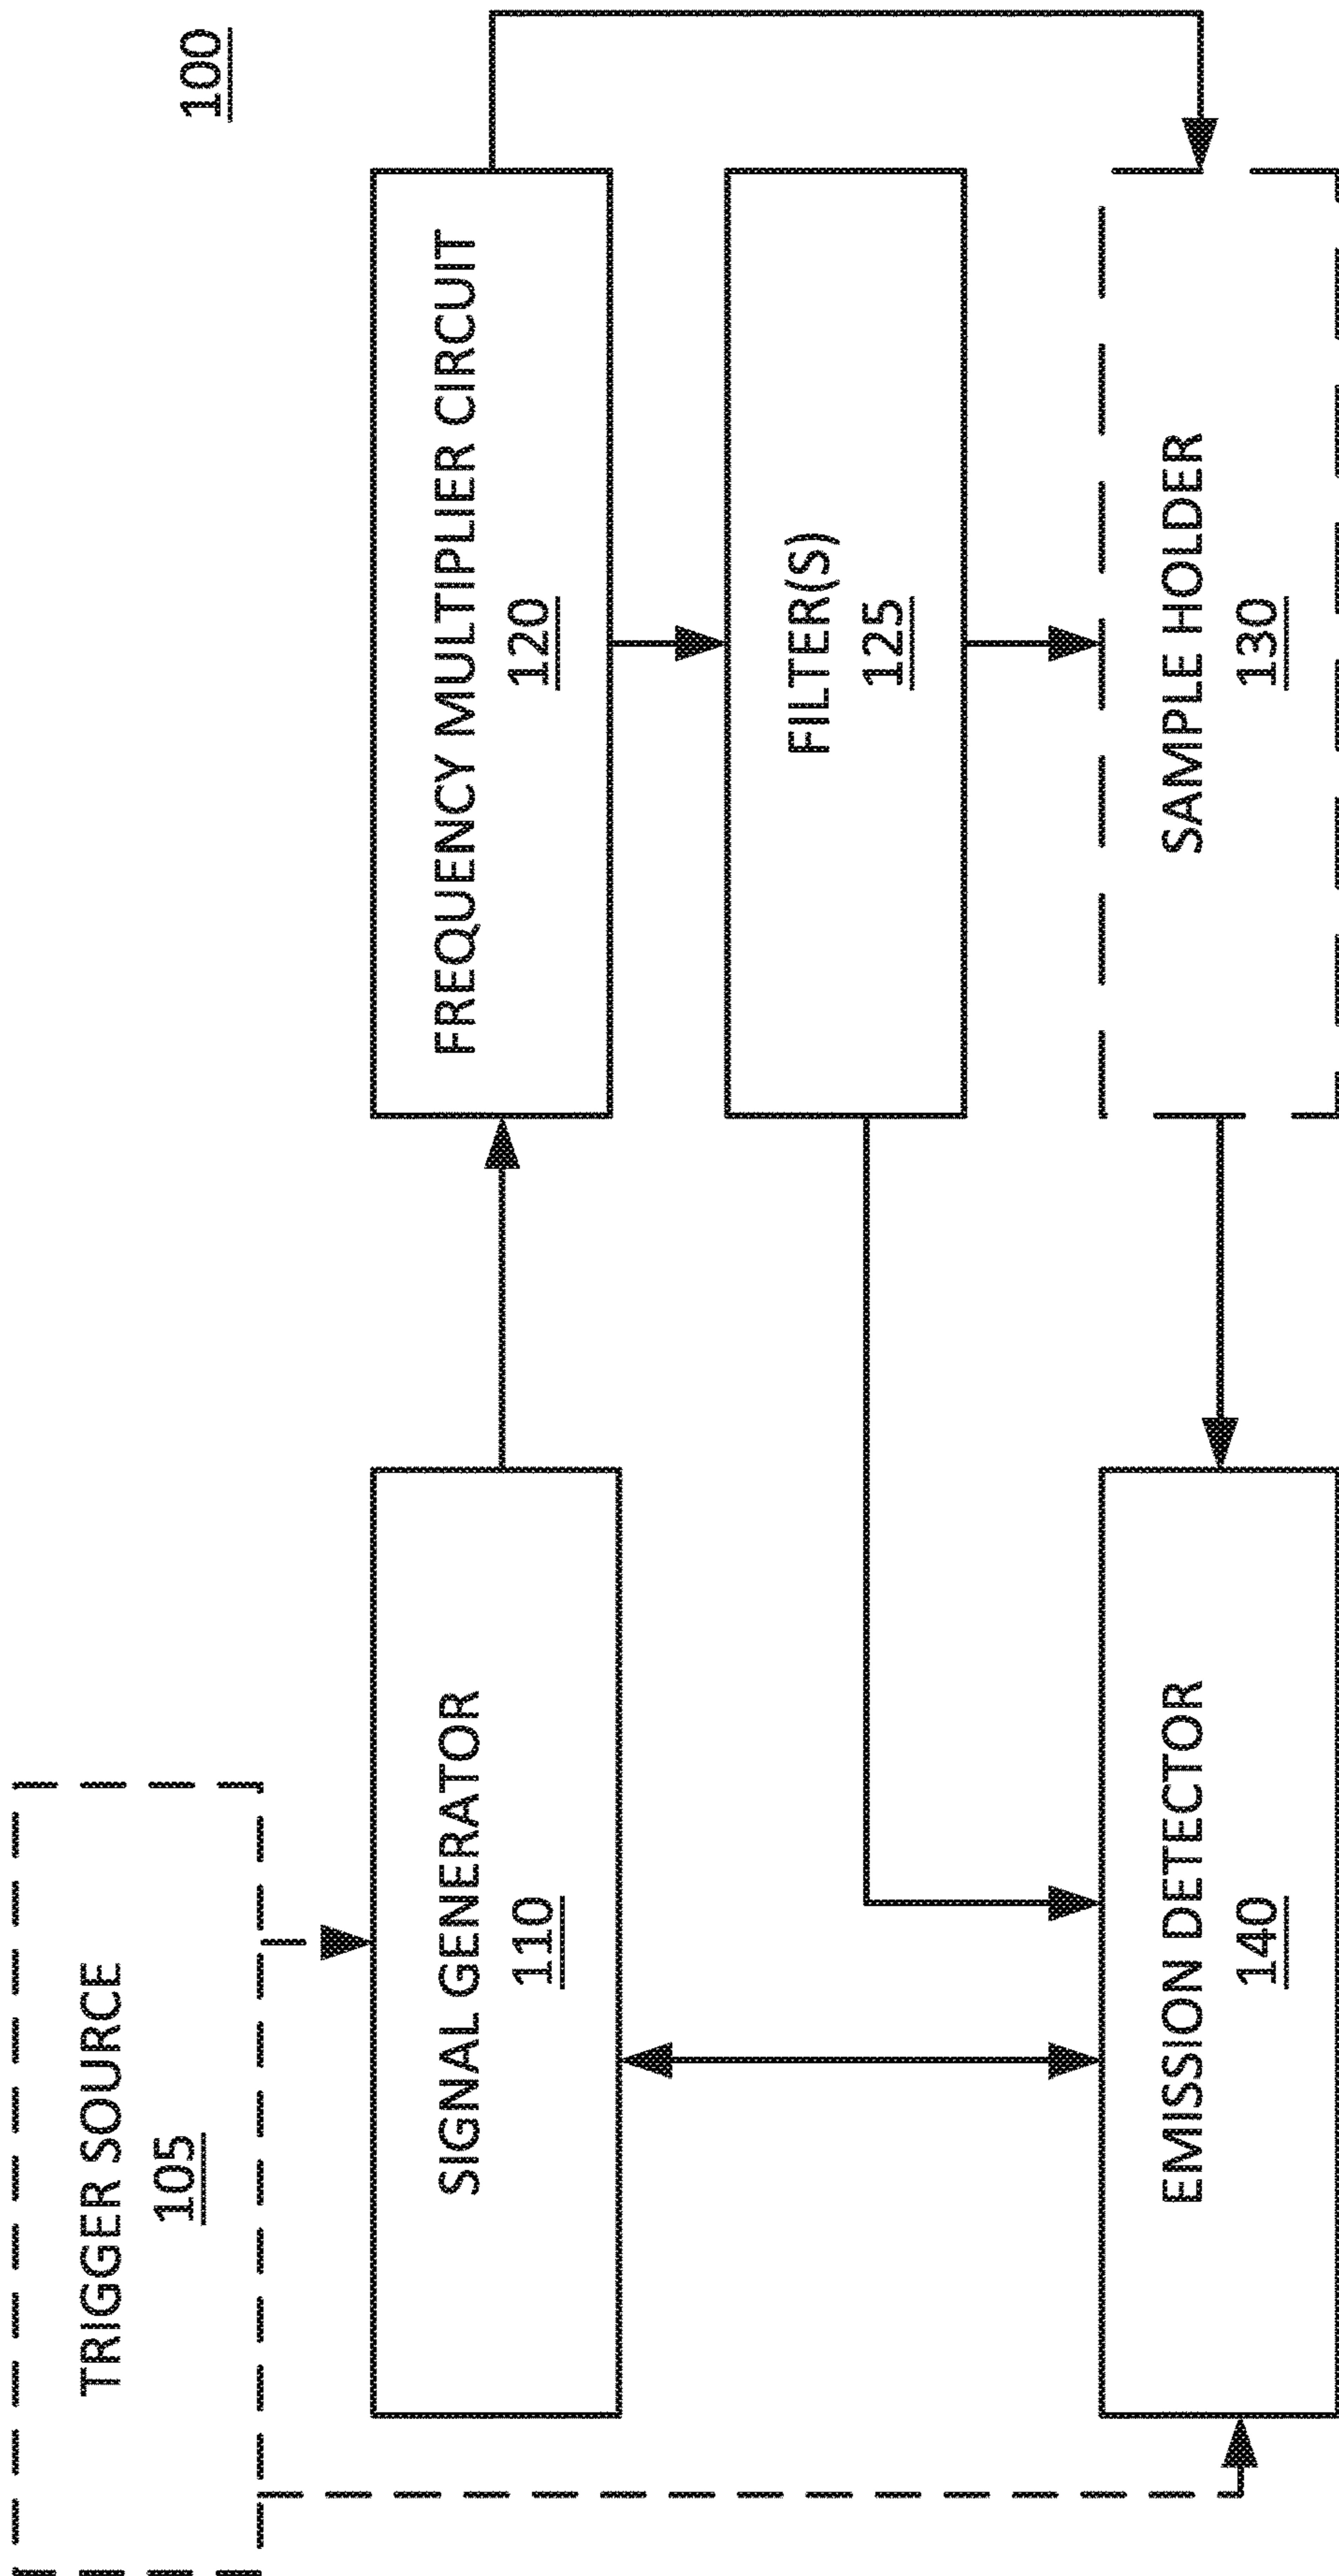 100
TRIGGER SOURCE
105
SIGNAL GENERATOR
110
FREQUENCY MULTIPLIER CIRCUIT
120
FILTER(S)
125
EMISSION DETECTOR
140
SAMPLE HOLDER
130